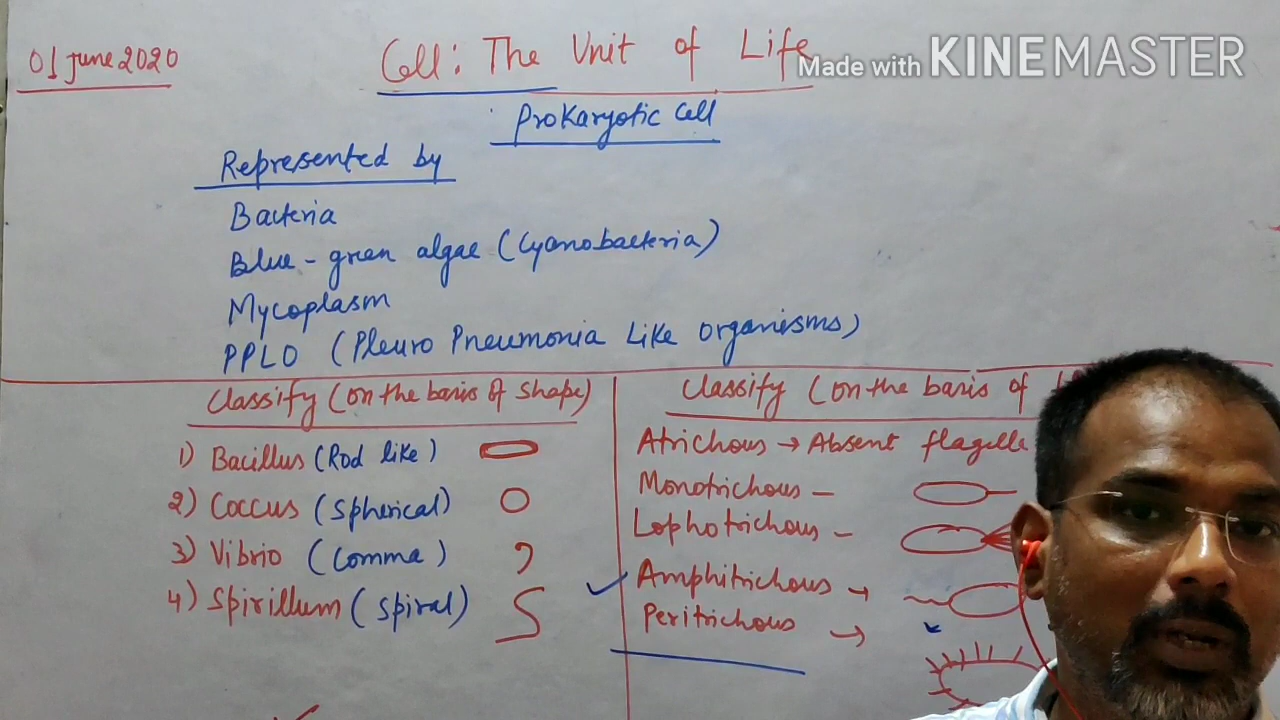 01 June 2020
Cell: The Unit of Life
Made with KINEMASTER
Prokaryotic Cell
Represented by
Bacteria
Blue-green algae (Cyanobacteria)
Mycoplasm
PPLO (Pleuro Pneumonia Like Organisms)
Classify (on the basis of shape)
1) Bacillus (Rod like)
2) Coccus (Spherical)
3) Vibrio (Comma)
4) Spirillum (Spiral)
Classify (on the basis of
Atrichous → Absent flagelle
Monotrichous –
Lophotrichous –
Amphitrichous →
Peritrichous →